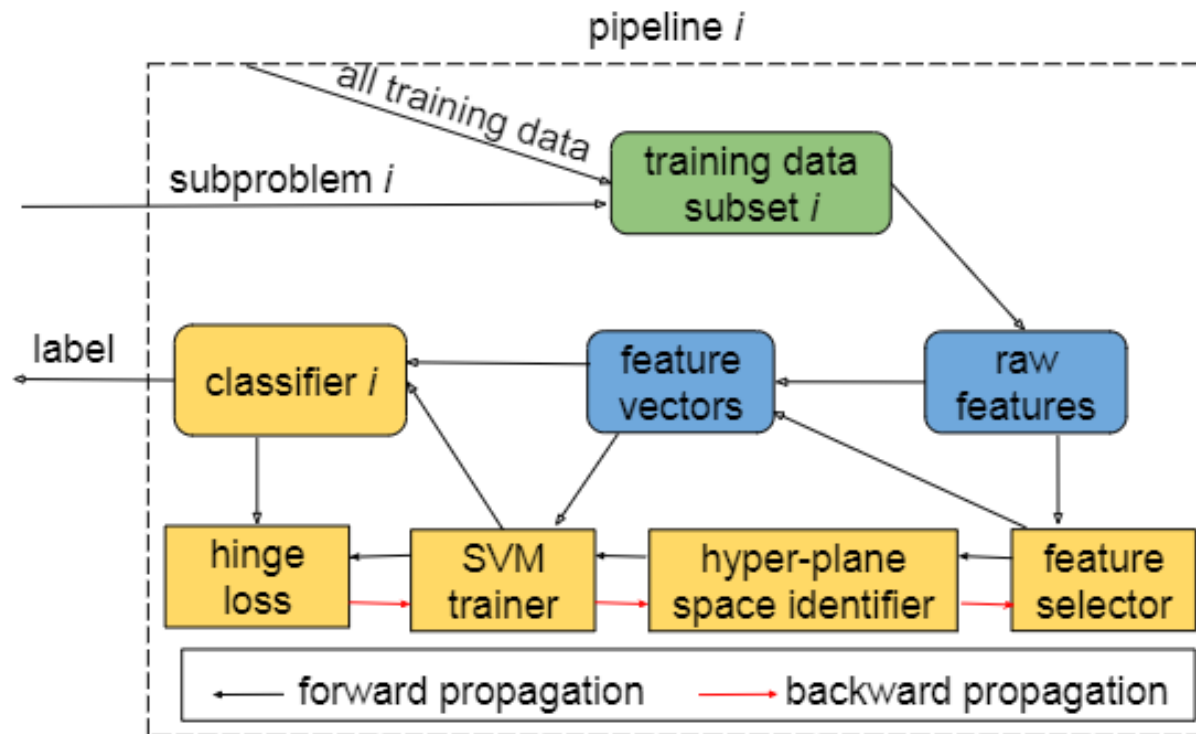 pipeline i
all training data
subproblem i
training data
subset i
label
classifier i
feature
vectors
raw
features
hinge
loss
SVM
trainer
hyper-plane
space identifier
feature
selector
forward propagation
backward propagation